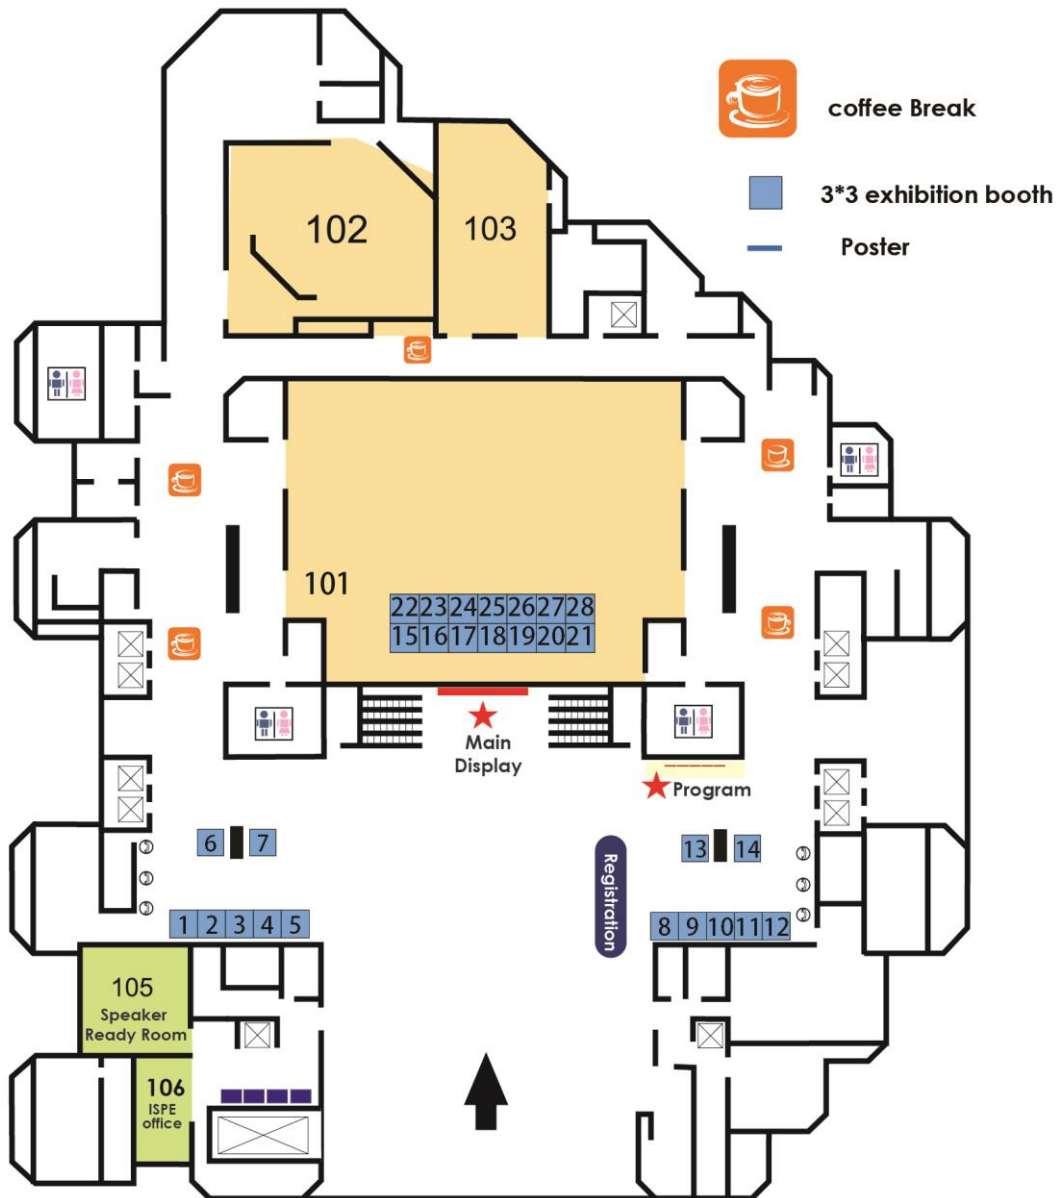 coffee Break
3*3 exhibition booth
Poster
102
103
101
22 23 24 25 26 27 28
15 16 17 18 19 20 21
Main
Display
Program
6
7
13
14
Registration
1 2 3 4 5
8 9 10 11 12
105
Speaker
Ready Room
106
ISPE
office